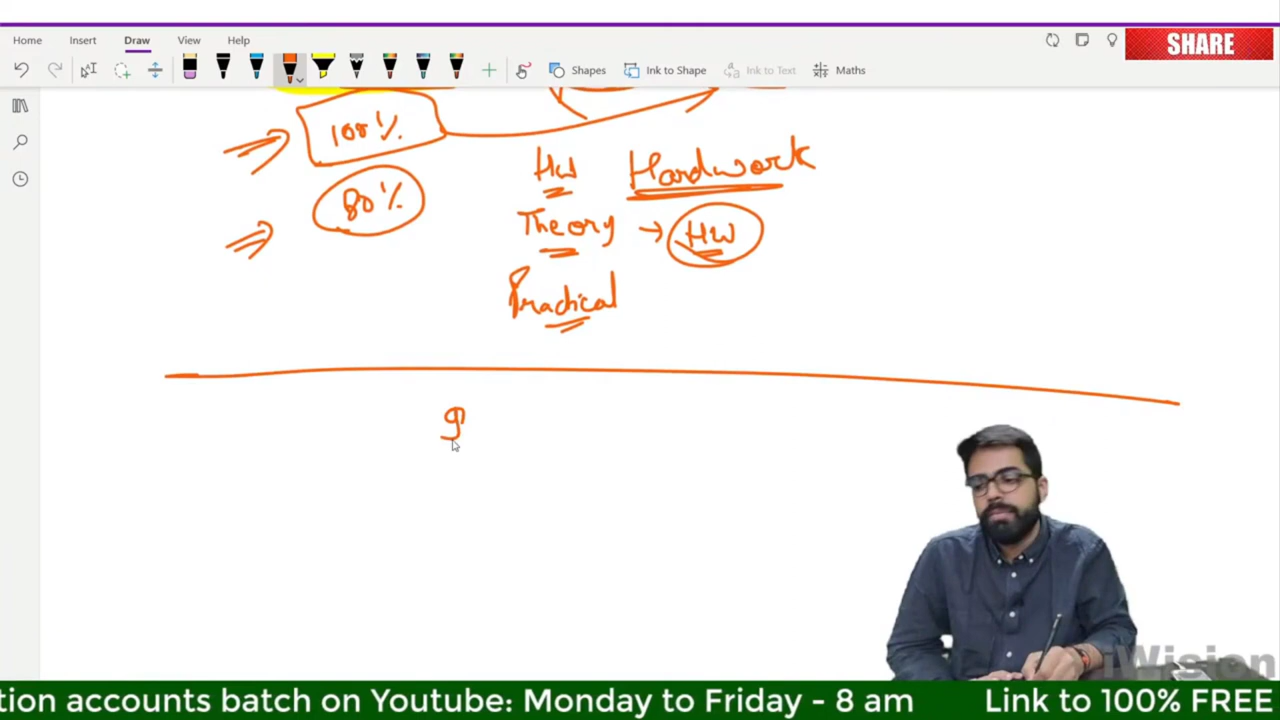 Home Insert Draw View Help
SHARE
Shapes Ink to Shape Ink to Text Maths
100%
80%
HW Hardwork
Theory → HW
Practical
9
iWision
tion accounts batch on Youtube: Monday to Friday - 8 am Link to 100% FREE